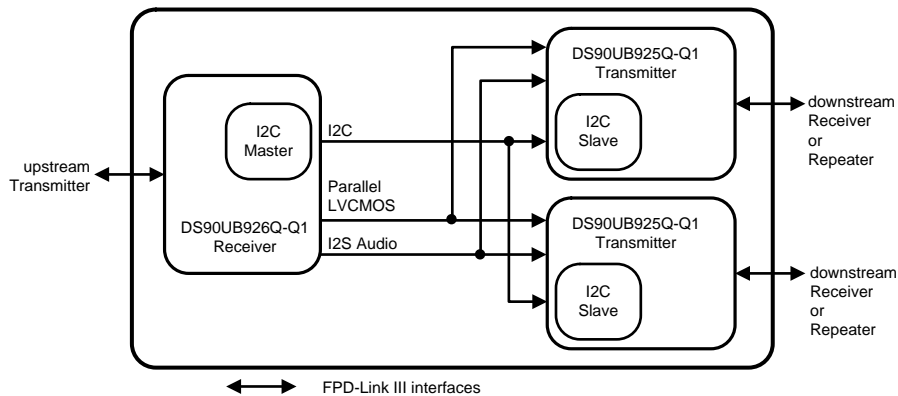 upstream
Transmitter
I2C
Master
DS90UB926Q-Q1
Receiver
I2C
Parallel
LVCMOS
I2S Audio
DS90UB925Q-Q1
Transmitter
I2C
Slave
downstream
Receiver
or
Repeater
DS90UB925Q-Q1
Transmitter
I2C
Slave
downstream
Receiver
or
Repeater
FPD-Link III interfaces